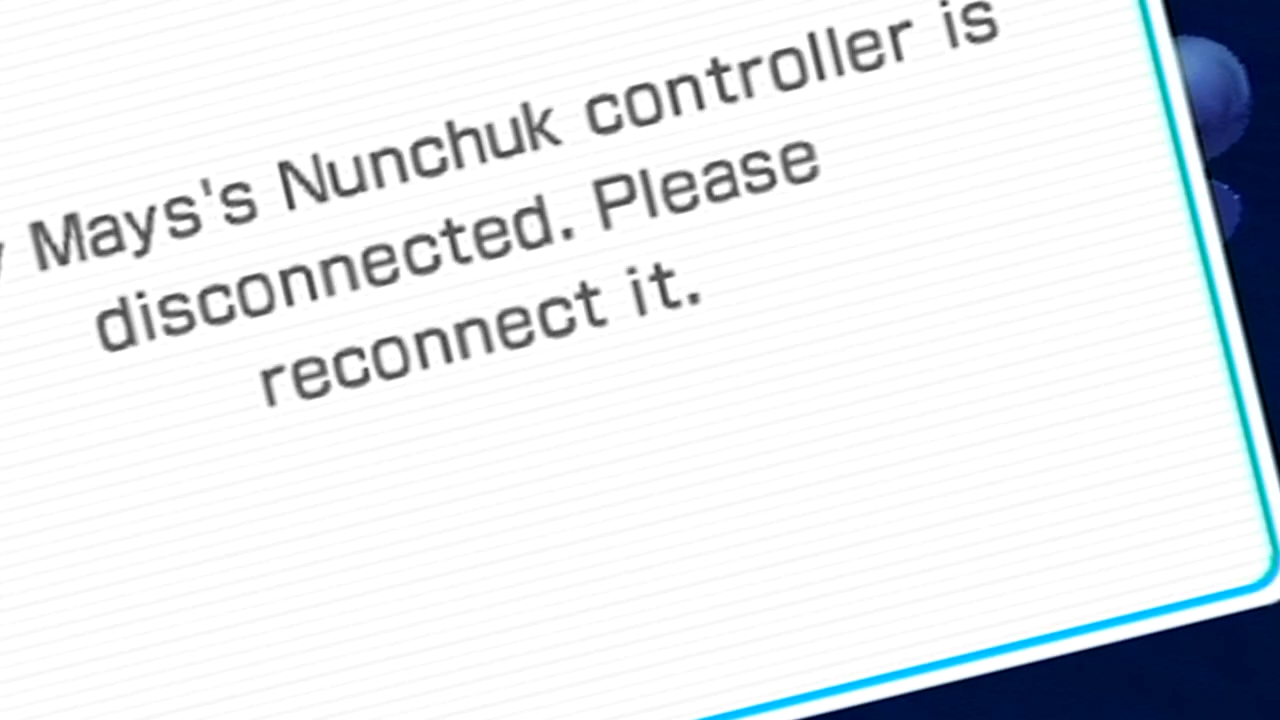 Mays's Nunchuk controller is
disconnected. Please
reconnect it.